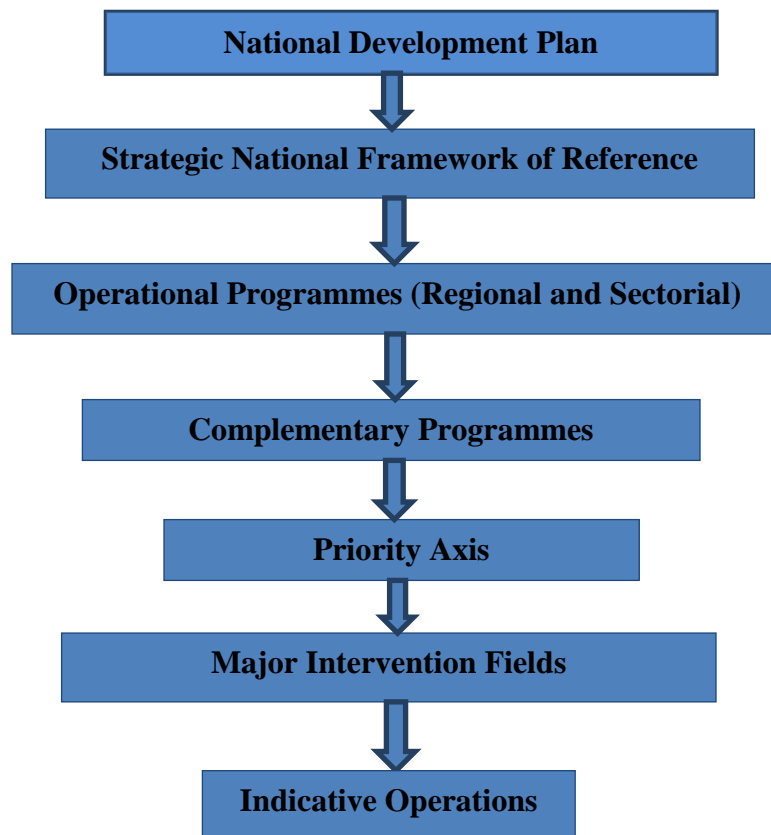 National Development Plan
Strategic National Framework of Reference
Operational Programmes (Regional and Sectorial)
Complementary Programmes
Priority Axis
Major Intervention Fields
Indicative Operations